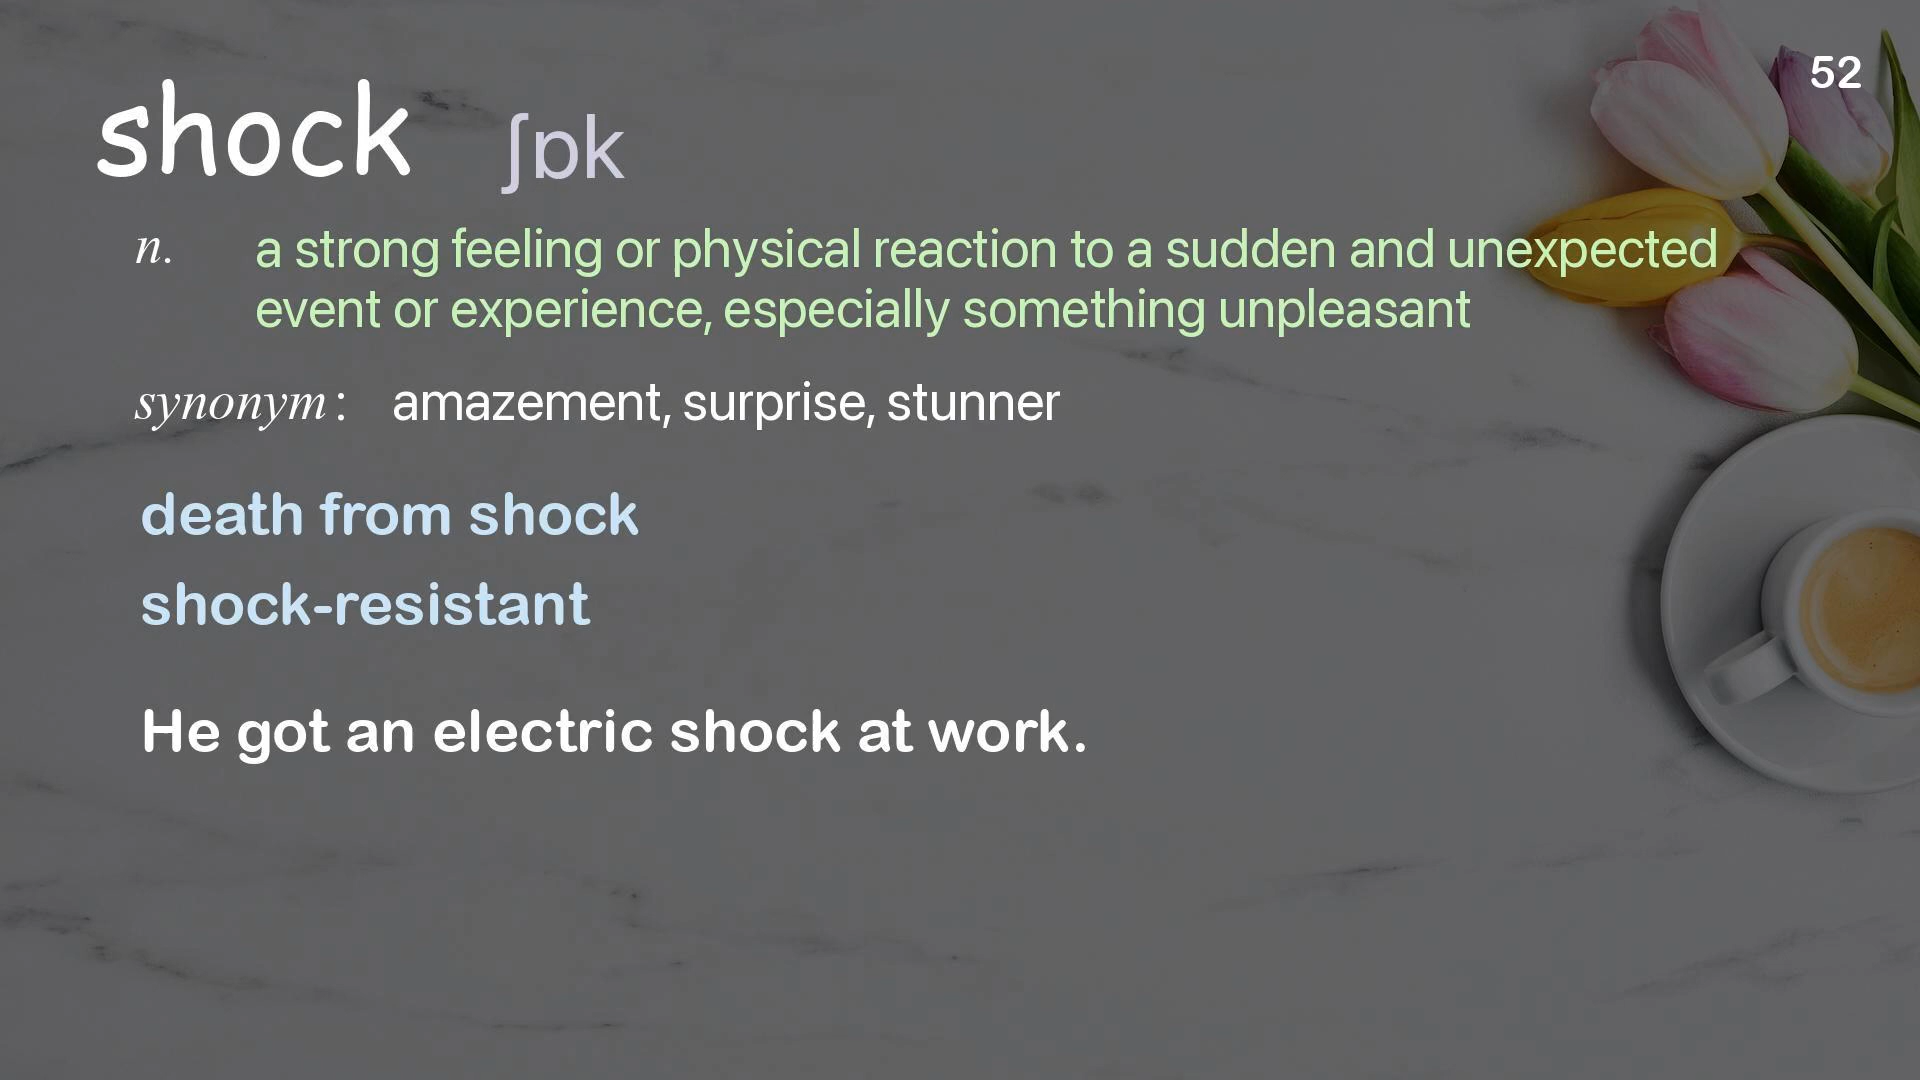 52
shock ʃɒk
n. a strong feeling or physical reaction to a sudden and unexpected
event or experience, especially something unpleasant
synonym : amazement, surprise, stunner
death from shock
shock-resistant
He got an electric shock at work.